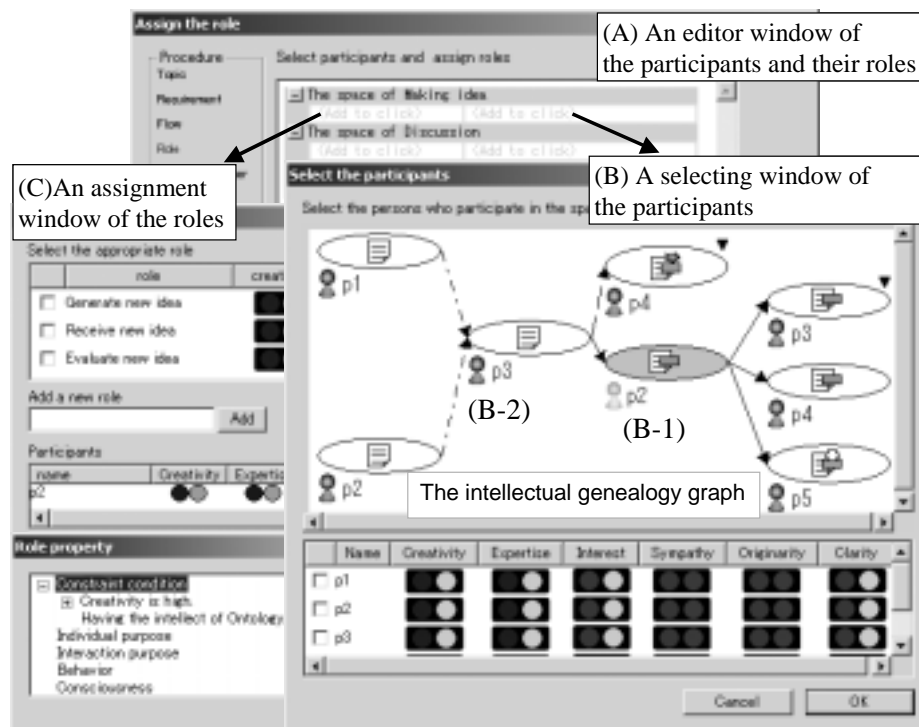 Assign the role
(A) An editor window of
the participants and their roles
Procedure
Topic
Requirement
Flow
Role
Select participants and assign roles
The space of Making idea
(Add to click) (Add to click)
The space of Discussion
(Add to click) (Add to click)
(C)An assignment
window of the roles
(B) A selecting window of
the participants
Select the participants
Select the persons who participate in the
p1
p2
p3
p4
p2
p3
p4
p5
(B-2)
(B-1)
The intellectual genealogy graph
Select the appropriate role
role
Generate new idea
Receive new idea
Evaluate new idea
Add a new role
Add
Participants
name Creativity
p2
Role property
Constraint condition
Creativity is high.
Having the intellect of Ontology
Individual purpose
Interaction purpose
Behavior
Consciousness
Name Creativity Expertise Interest Sympathy Originarity Clarity
p1
p2
p3
Cancel OK